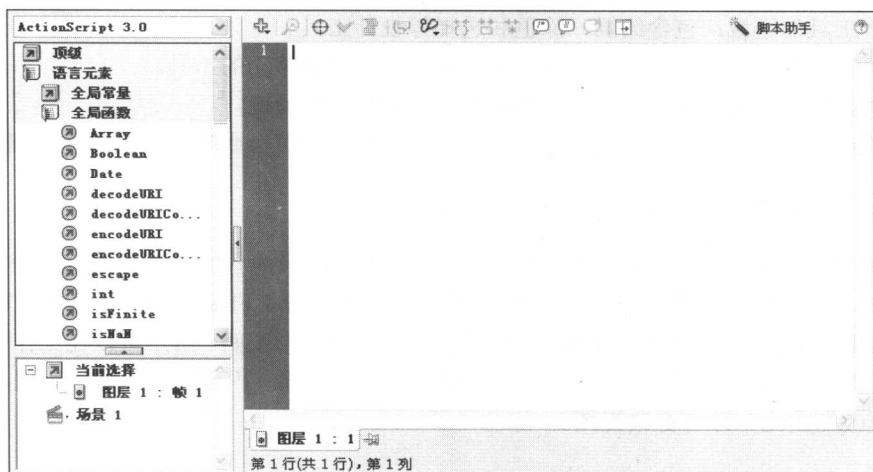 ActionScript 3.0
顶级
语言元素
全局常量
全局函数
Array
Boolean
Date
decodeURI
decodeURICo...
encodeURI
encodeURICo...
escape
int
isFinite
isNaN
当前选择
图层 1 : 帧 1
场景 1
脚本助手
1
图层 1 : 1
第 1 行(共 1 行)，第 1 列